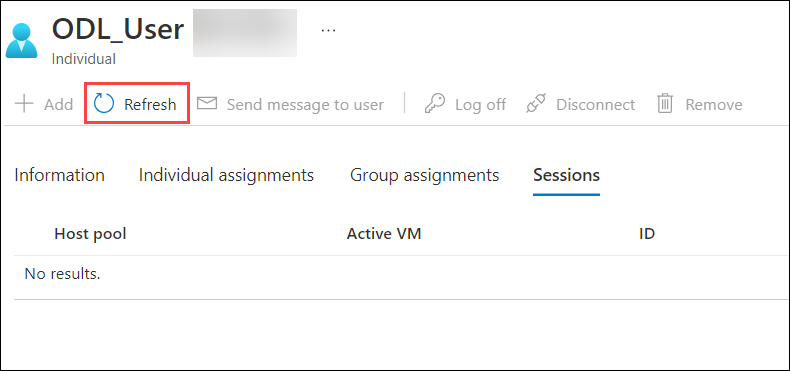 ODL_User ...
Individual
Add Refresh Send message to user Log off Disconnect Remove
Information Individual assignments Group assignments Sessions
Host pool Active VM ID
No results.